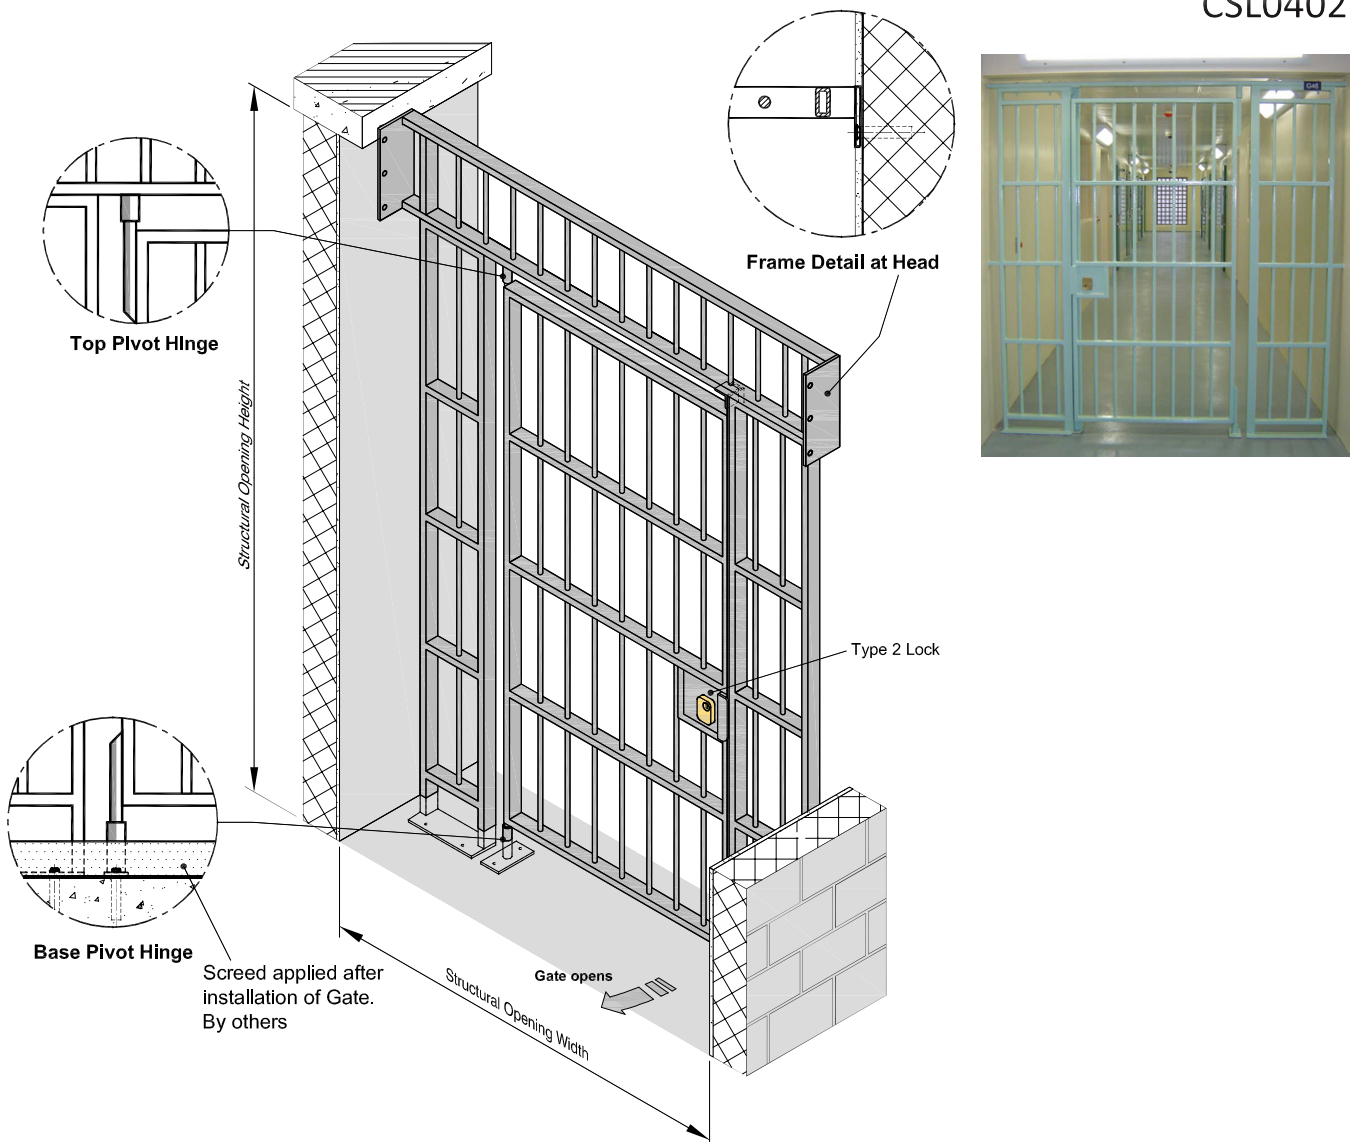 CSL0402
Frame Detail at Head
Top Pivot Hinge
Structural Opening Height
Type 2 Lock
Base Pivot Hinge
Screed applied after
installation of Gate.
By others
Gate opens
Structural Opening Width